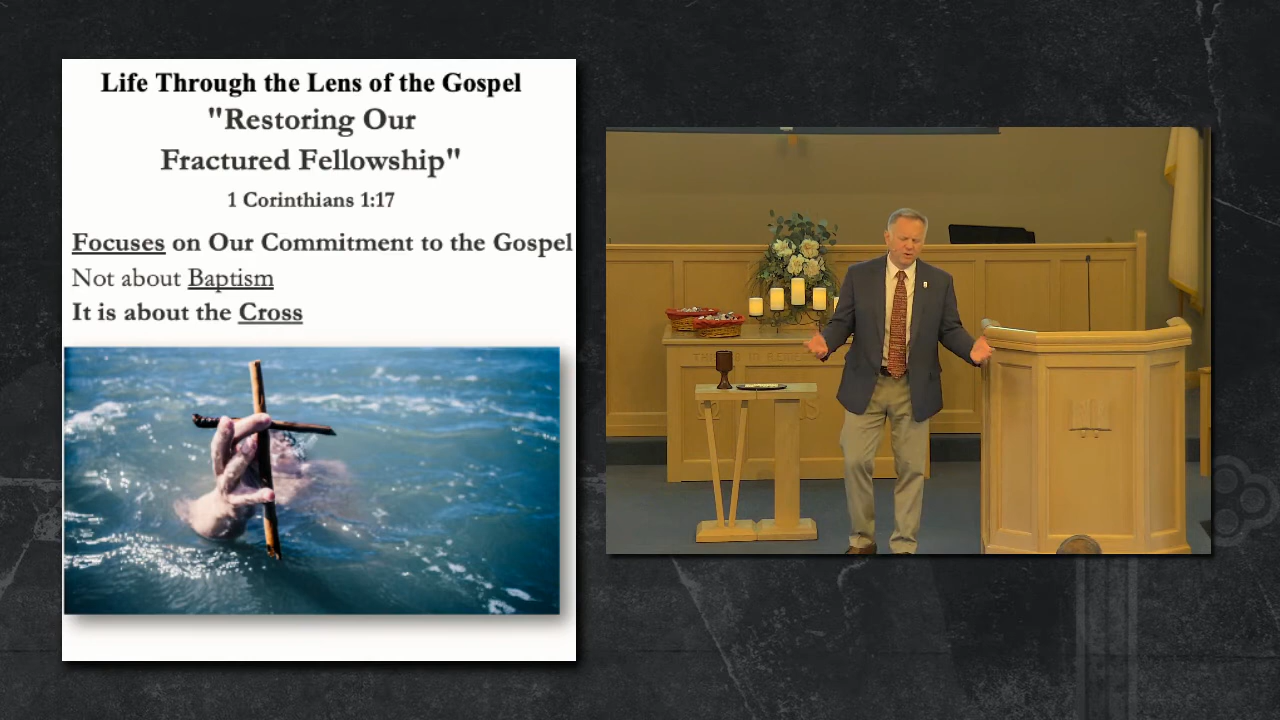 Life Through the Lens of the Gospel
"Restoring Our
Fractured Fellowship"
1 Corinthians 1:17
Focuses on Our Commitment to the Gospel
Not about Baptism
It is about the Cross